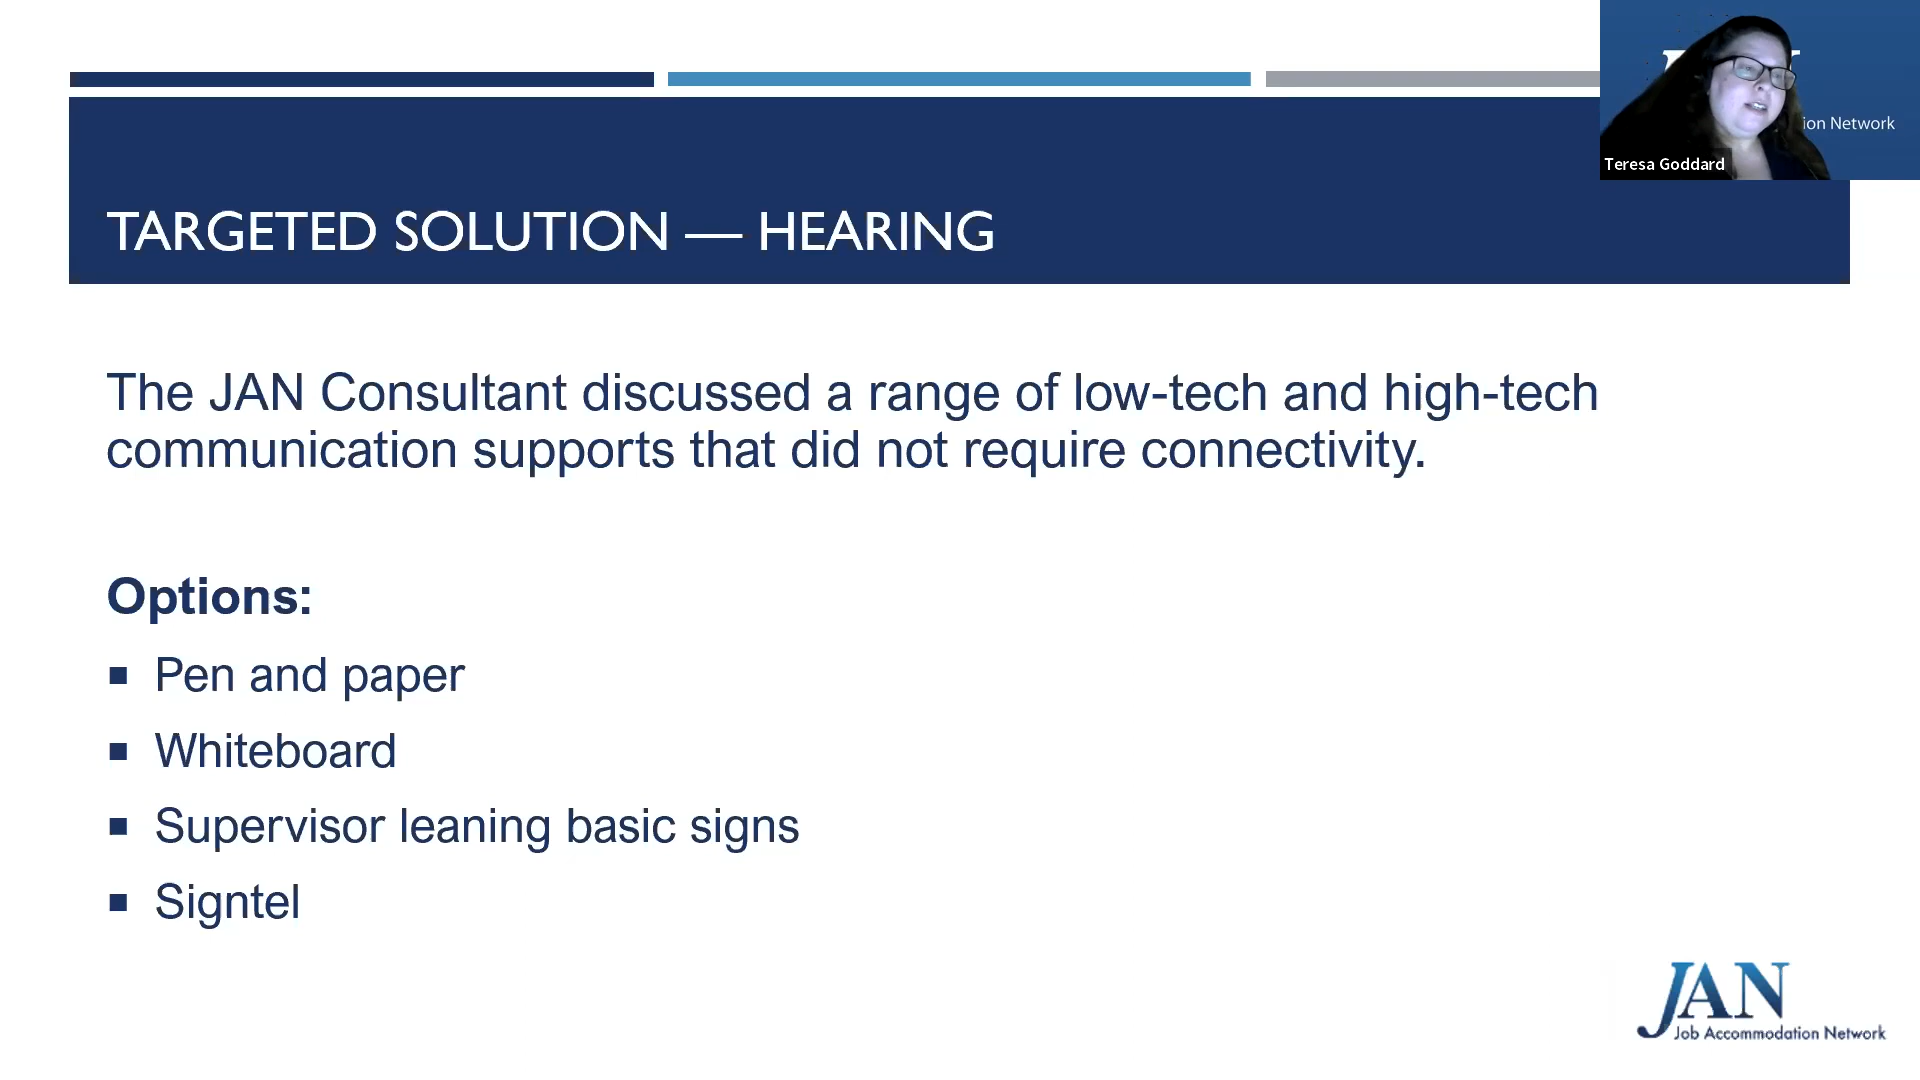 ion Network
Teresa Goddard
TARGETED SOLUTION — HEARING
The JAN Consultant discussed a range of low-tech and high-tech
communication supports that did not require connectivity.
Options:
Pen and paper
Whiteboard
Supervisor leaning basic signs
Signtel
JAN
Job Accommodation Network